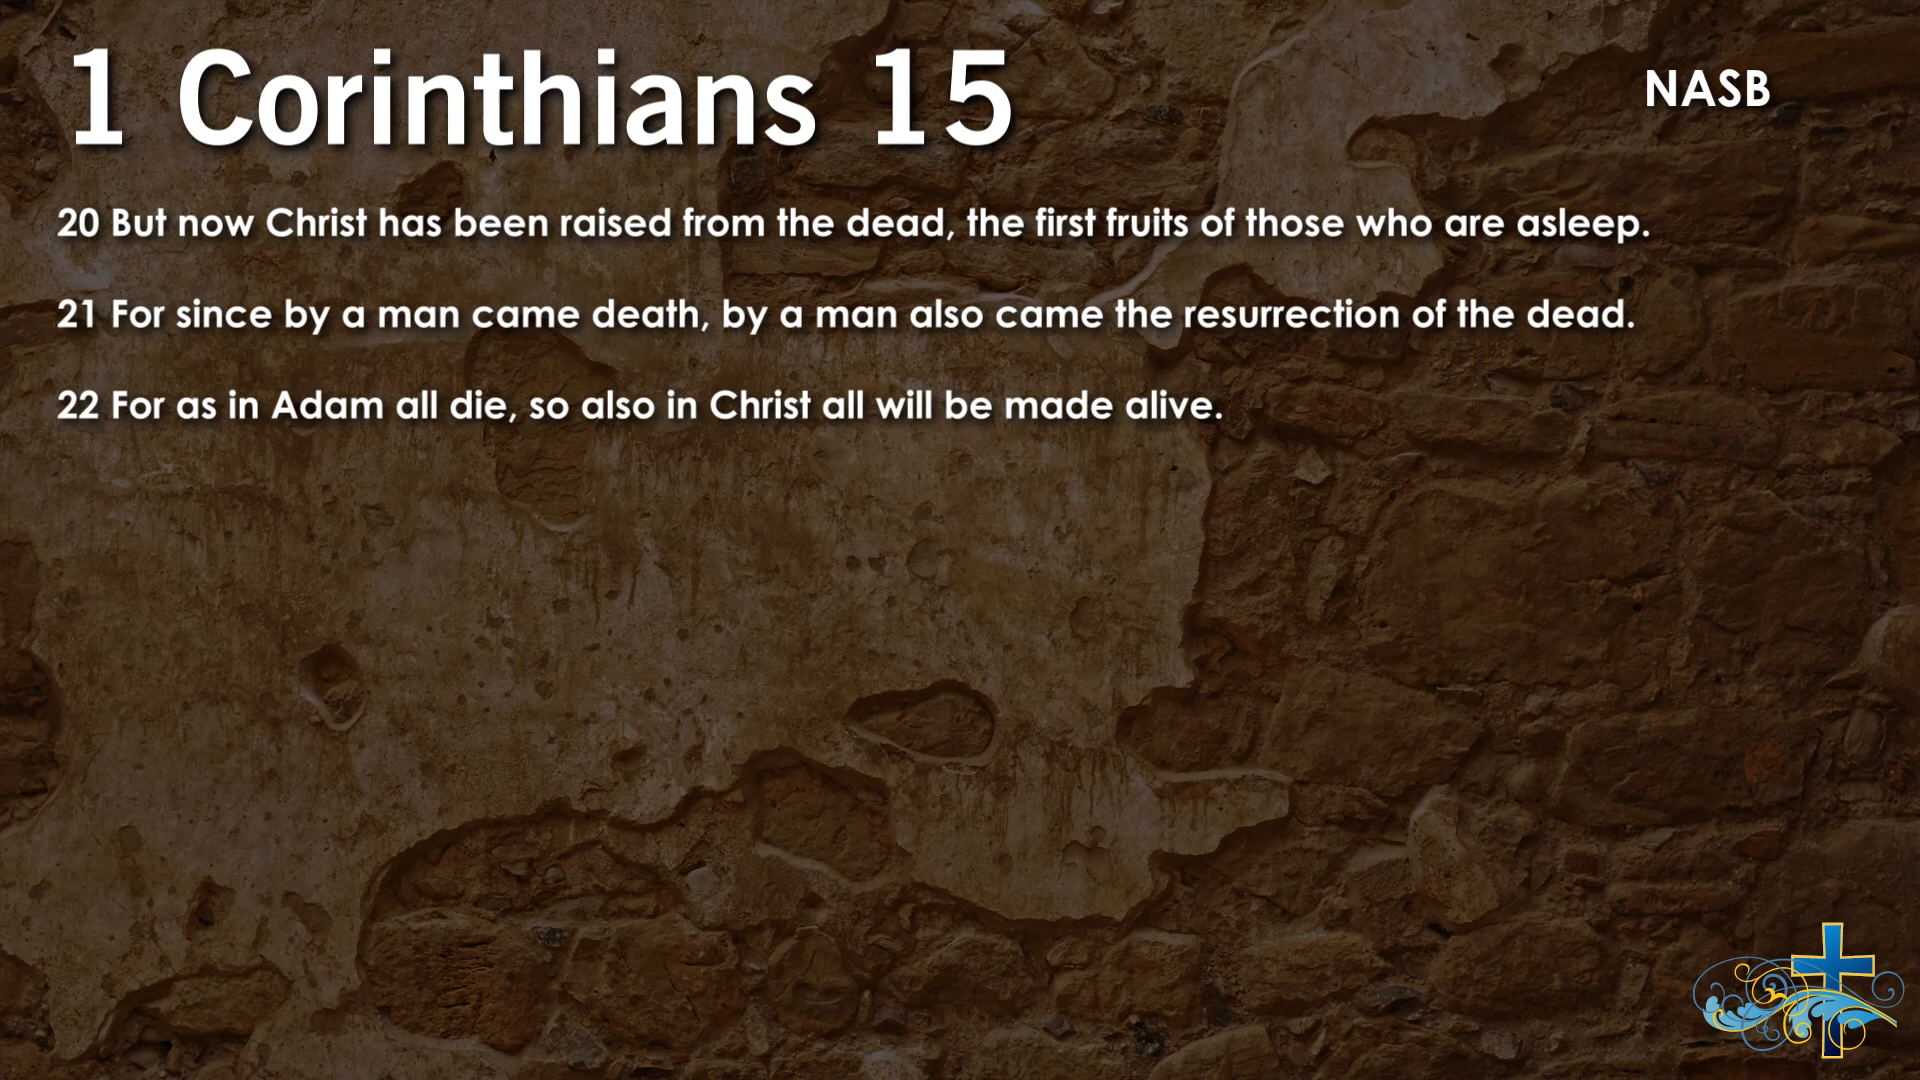 1 Corinthians 15
NASB
20 But now Christ has been raised from the dead, the first fruits of those who are asleep.
21 For since by a man came death, by a man also came the resurrection of the dead.
22 For as in Adam all die, so also in Christ all will be made alive.